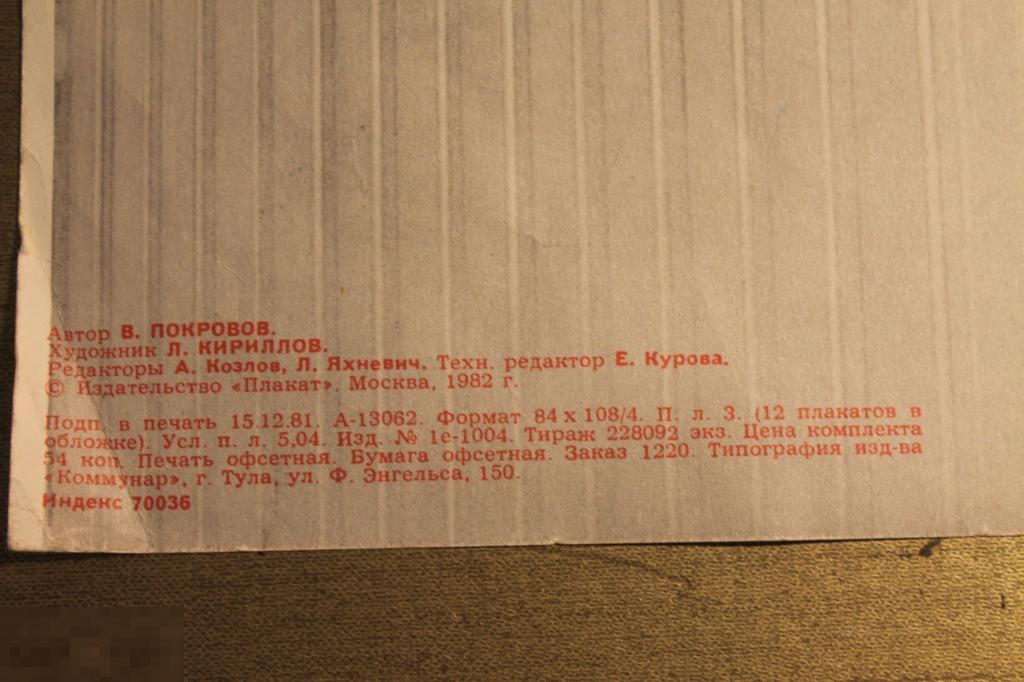 Автор В. ПОКРОВОВ.
Художник Л. КИРИЛЛОВ.
Редакторы А. Козлов, Л. Яхневич. Техн. редактор Е. Курова.
© Издательство «Плакат». Москва, 1982 г.
Подп. в печать 15.12.81. А-13062. Формат 84 х 108/4. П. л. 3. (12 плакатов в
обложке). Усл. п. л. 5,04. Изд. № 1е-1004. Тираж 228092 экз. Цена комплекта
54 коп. Печать офсетная. Бумага офсетная. Заказ 1220. Типография изд-ва
«Коммунар», г. Тула, ул. Ф. Энгельса, 150.
Индекс 70036